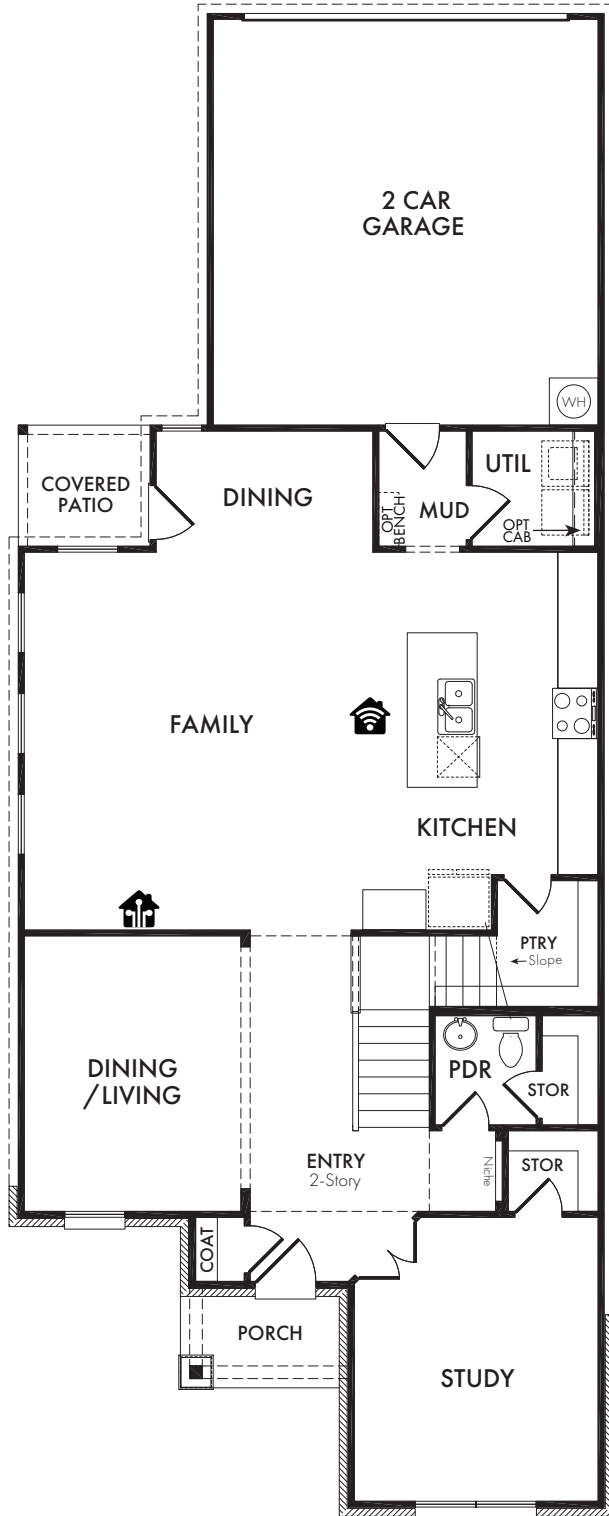 2 CAR
GARAGE
WH
COVERED
PATIO
DINING
OPT
BENCH
MUD
UTIL
OPT
CAB
FAMILY
KITCHEN
PTRY
←Slope
DINING
/LIVING
PDR
STOR
ENTRY
2-Story
Niche
STOR
COAT
PORCH
STUDY